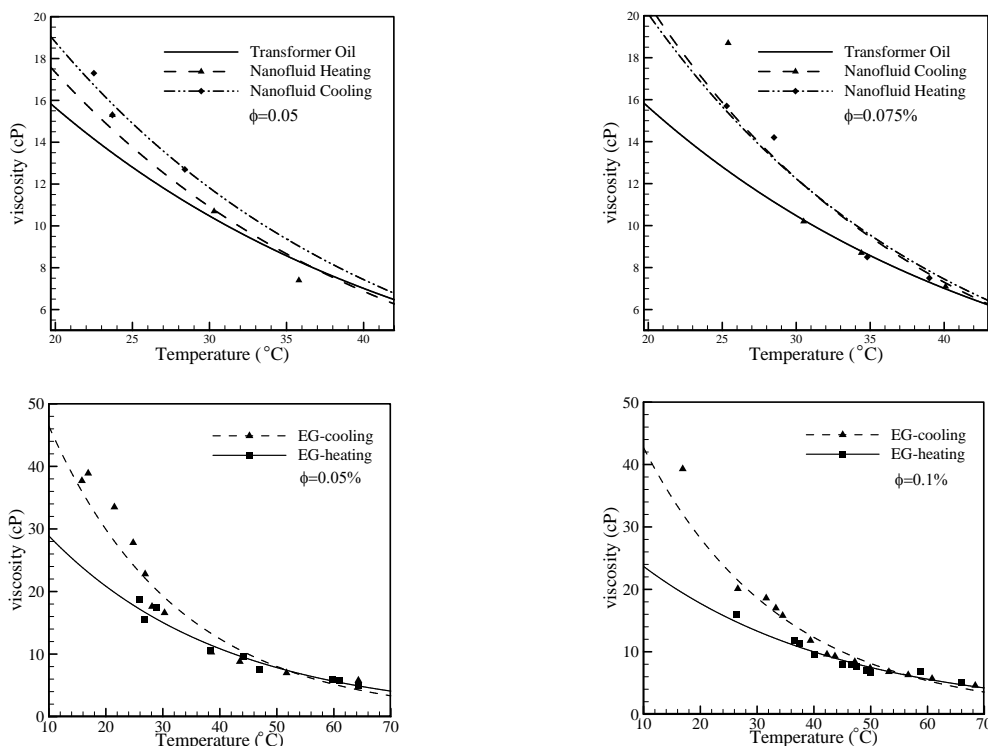 20
18
16
14
12
10
8
6
viscosity (cP)
Transformer Oil
Nanofluid Heating
Nanofluid Cooling
ϕ=0.05
20
25
30
35
40
Temperature (°C)
20
18
16
14
12
10
8
6
viscosity (cP)
Transformer Oil
Nanofluid Cooling
Nanofluid Heating
ϕ=0.075%
20
25
30
35
40
Temperature (°C)
50
40
30
20
10
0
viscosity (cP)
EG-cooling
EG-heating
ϕ=0.05%
10
20
30
40
50
60
70
Temperature (°C)
50
40
30
20
10
0
viscosity (cP)
EG-cooling
EG-heating
ϕ=0.1%
10
20
30
40
50
60
70
Temperature (°C)